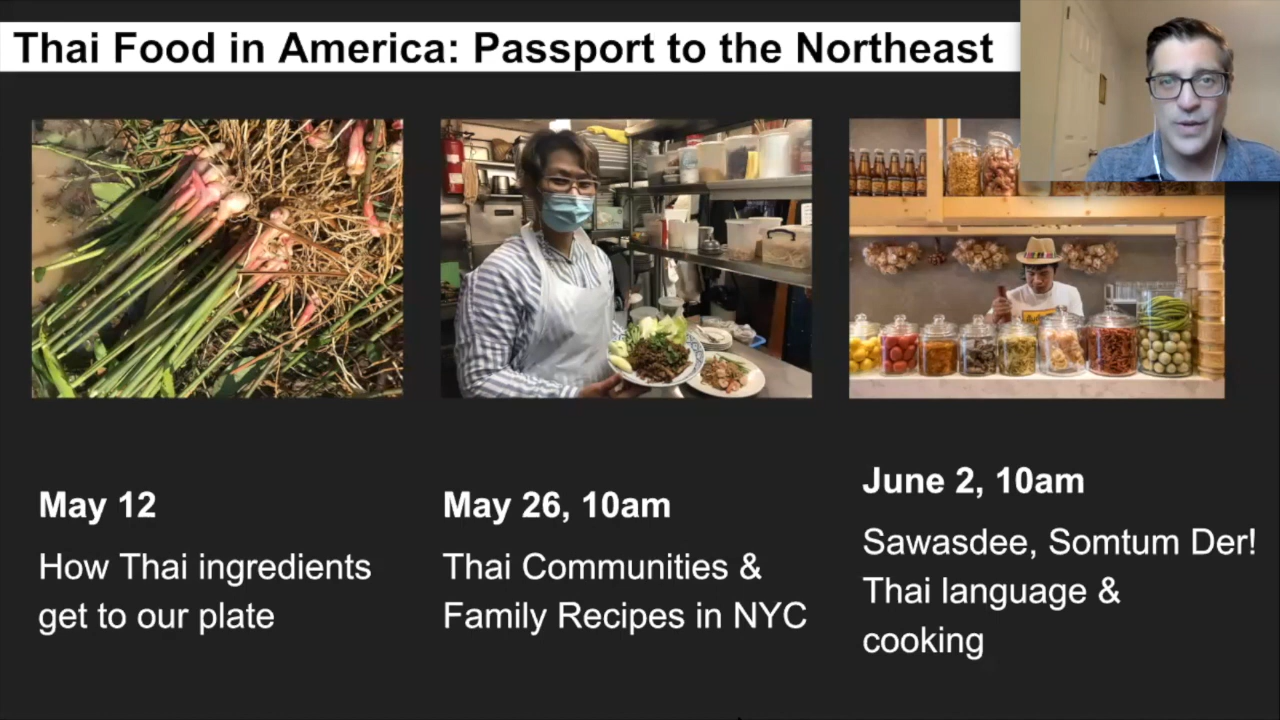 Thai Food in America: Passport to the Northeast
May 12
How Thai ingredients
get to our plate
May 26, 10am
Thai Communities &
Family Recipes in NYC
June 2, 10am
Sawasdee, Somtum Der!
Thai language &
cooking